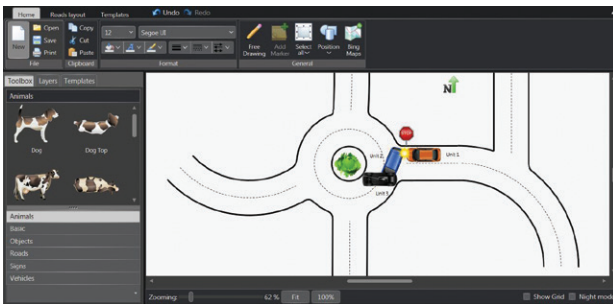 Home Roads layout Templates Undo Redo
New Open Save Print Copy Cut Paste 12 Segoe UI Free Drawing Add Marker Select all Position Bing Maps
File Clipboard Format General
Toolbox Layers Templates
Animals
Dog Dog Top
Animals
Basic
Objects
Roads
Signs
Vehicles
N
STOP
Unit 2
Unit 1
Unit 3
Zooming: 62 % Fit 100% Show Grid Night mod